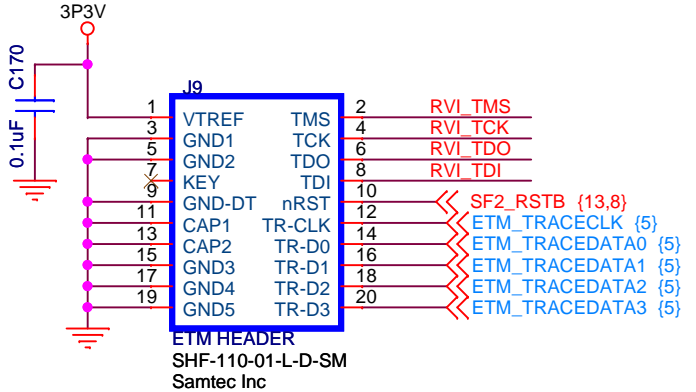 3P3V
C170
0.1uF
J9
1 VTREF TMS 2 RVI_TMS
3 GND1 TCK 4 RVI_TCK
5 GND2 TDO 6 RVI_TDO
7 KEY TDI 8 RVI_TDI
9 GND-DT nRST 10 SF2_RSTB {13,8}
11 CAP1 TR-CLK 12 ETM_TRACECLK {5}
13 CAP2 TR-D0 14 ETM_TRACEDATA0 {5}
15 GND3 TR-D1 16 ETM_TRACEDATA1 {5}
17 GND4 TR-D2 18 ETM_TRACEDATA2 {5}
19 GND5 TR-D3 20 ETM_TRACEDATA3 {5}
ETM HEADER
SHF-110-01-L-D-SM
Samtec Inc